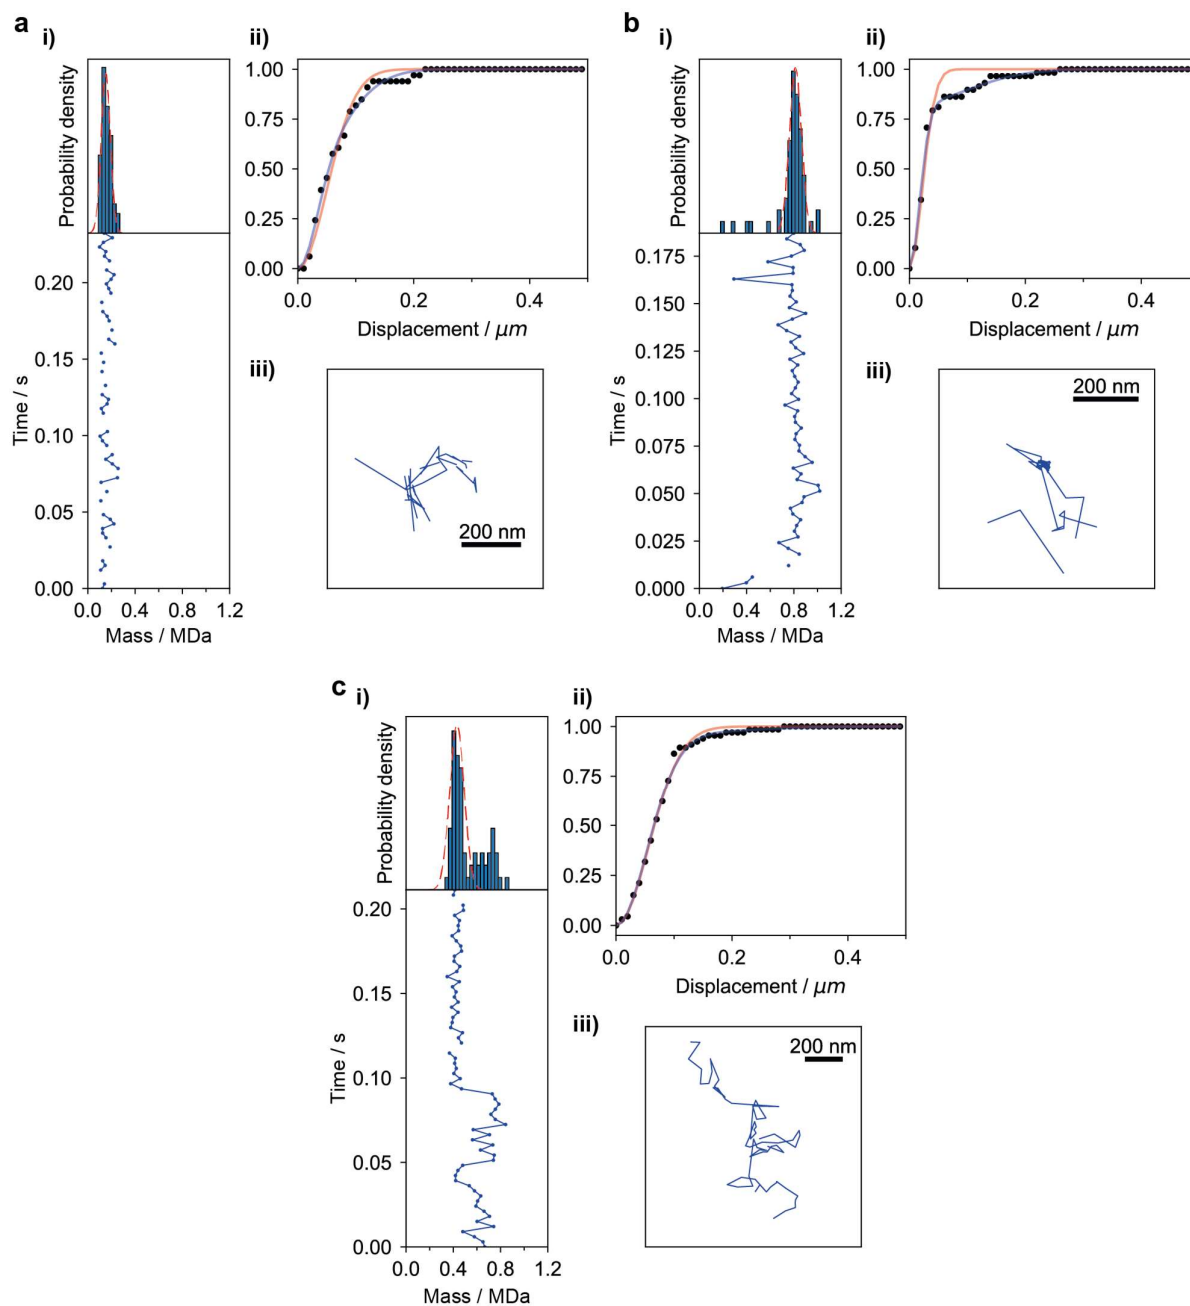 a
i)
Probability density
0.20
0.15
0.10
0.05
0.00
Time / s
0.0 0.4 0.8 1.2
Mass / MDa
ii)
1.00
0.75
0.50
0.25
0.00
0.0 0.2 0.4
Displacement / μm
iii)
200 nm
b
i)
Probability density
0.175
0.150
0.125
0.100
0.075
0.050
0.025
0.000
Time / s
0.0 0.4 0.8 1.2
Mass / MDa
ii)
1.00
0.75
0.50
0.25
0.00
0.0 0.2 0.4
Displacement / μm
iii)
200 nm
c
i)
Probability density
0.20
0.15
0.10
0.05
0.00
Time / s
0.0 0.4 0.8 1.2
Mass / MDa
ii)
1.00
0.75
0.50
0.25
0.00
0.0 0.2 0.4
Displacement / μm
iii)
200 nm